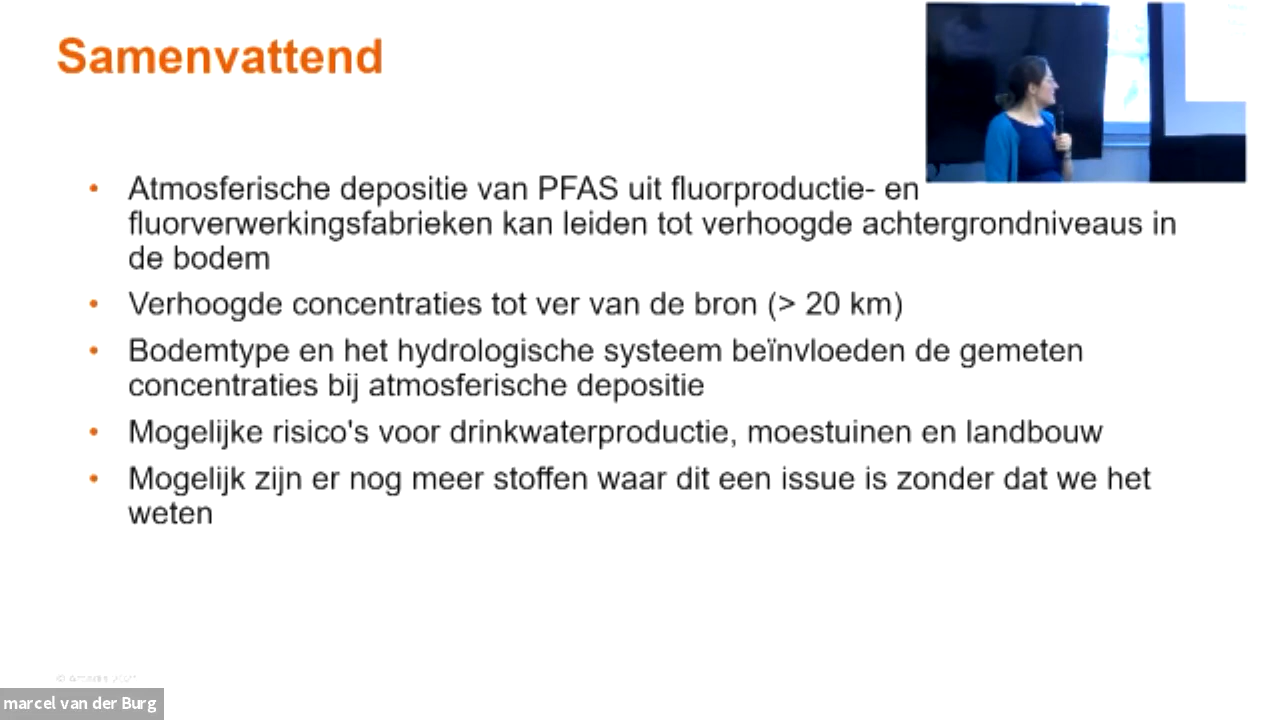 Samenvattend
• Atmosferische depositie van PFAS uit fluorproductie- en
fluorverwerkingsfabrieken kan leiden tot verhoogde achtergrondniveaus in
de bodem
• Verhoogde concentraties tot ver van de bron (> 20 km)
• Bodemtype en het hydrologische systeem beïnvloeden de gemeten
concentraties bij atmosferische depositie
• Mogelijke risico's voor drinkwaterproductie, moestuinen en landbouw
• Mogelijk zijn er nog meer stoffen waar dit een issue is zonder dat we het
weten
marcel van der Burg